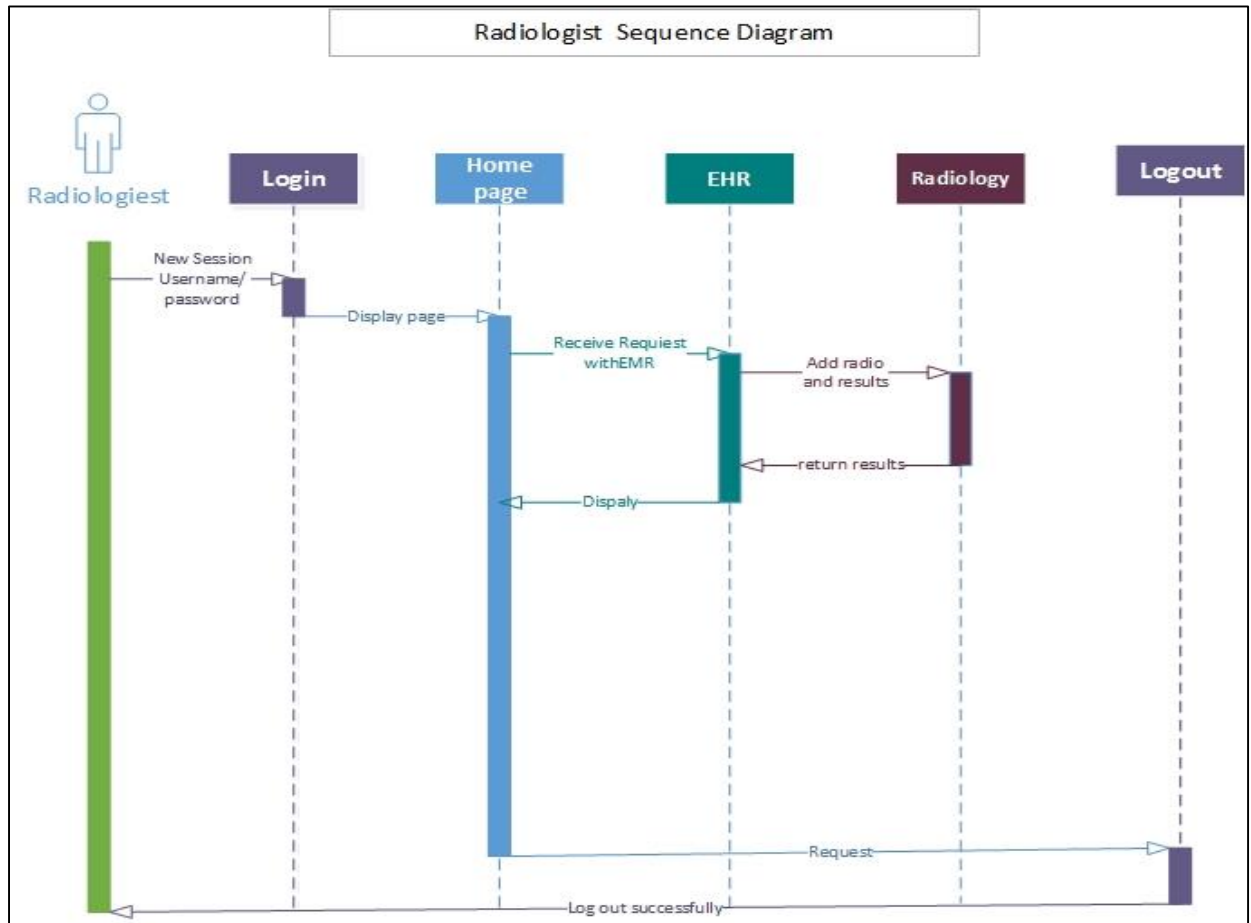 Radiologist Sequence Diagram
Radiologiest
Login
Home
page
EHR
Radiology
Logout
New Session
Username/
password
Display page
Receive Requiest
withEMR
Add radio
and results
return results
Dispaly
Request
Log out successfully